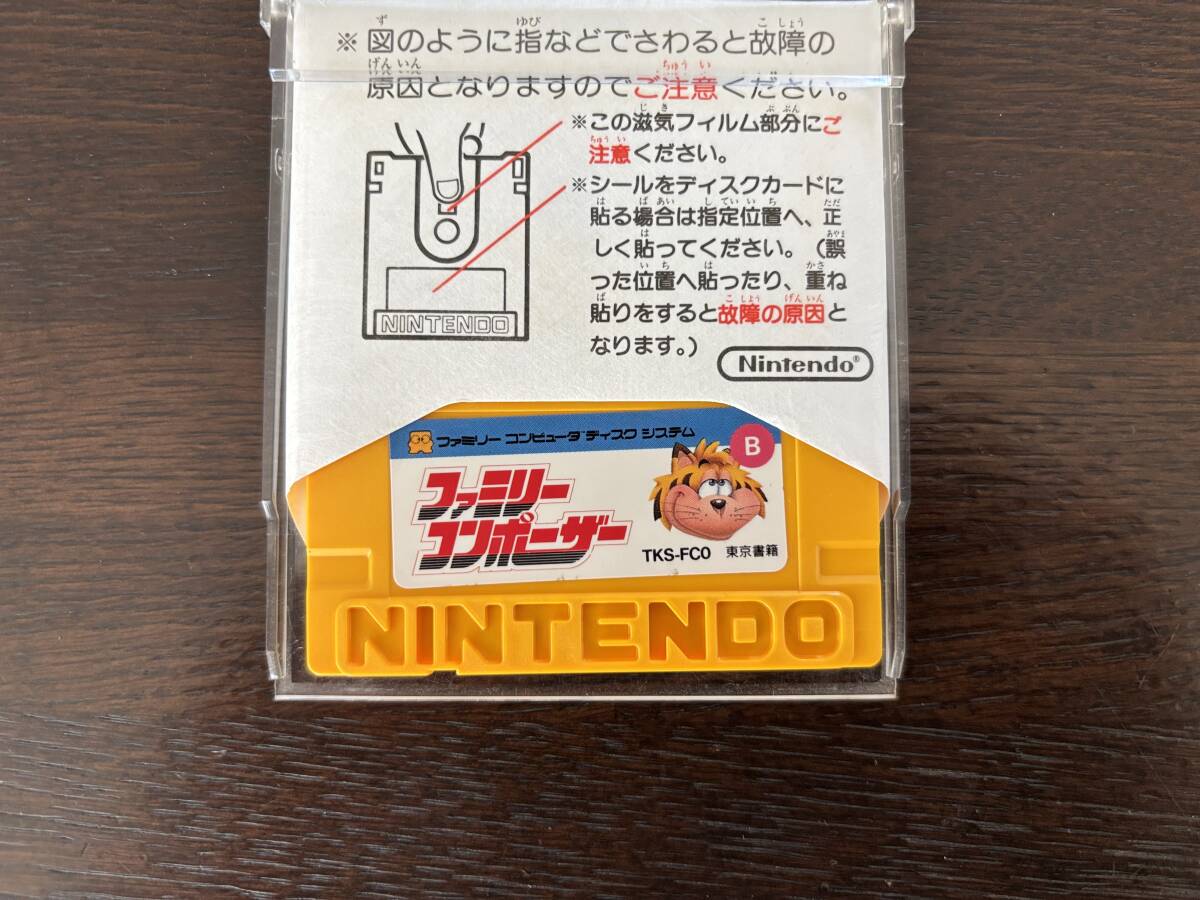 ※図のように指などでさわると故障の
原因となりますのでご注意ください。
※この滋気フィルム部分にご
注意ください。
※シールをディスクカードに
貼る場合は指定位置へ、正
しく貼ってください。（誤
った位置へ貼ったり、重ね
貼りをすると故障の原因と
なります。）
NINTENDO
Nintendo®
ファミリー コンピュータ ディスク システム
B
ファミリー
コンポーザー
TKS-FCO 東京書籍
NINTENDO